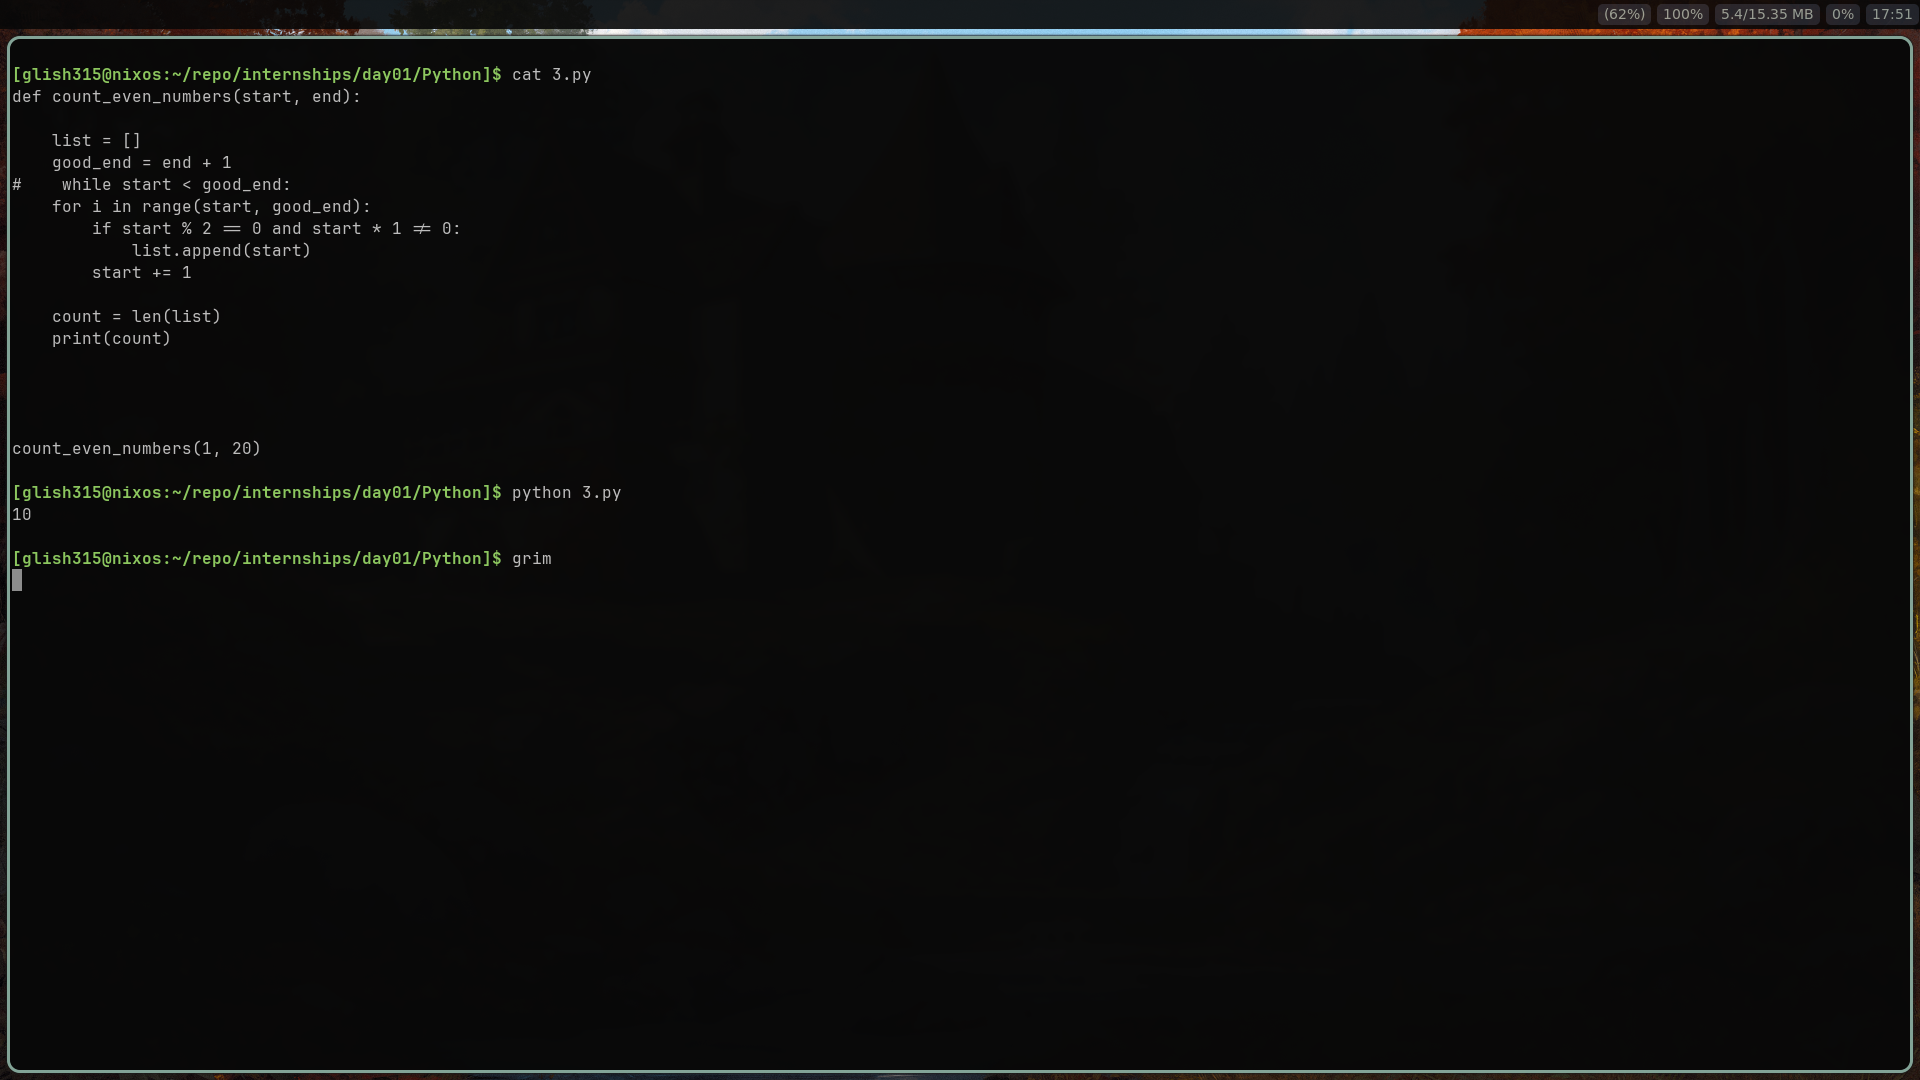 (62%) 100% 5.4/15.35 MB 0% 17:51
[glish315@nixos:~/repo/internships/day01/Python]$ cat 3.py
def count_even_numbers(start, end):
    list = []
    good_end = end + 1
#    while start < good_end:
    for i in range(start, good_end):
        if start % 2 == 0 and start * 1 != 0:
            list.append(start)
        start += 1
    count = len(list)
    print(count)
count_even_numbers(1, 20)
[glish315@nixos:~/repo/internships/day01/Python]$ python 3.py
10
[glish315@nixos:~/repo/internships/day01/Python]$ grim